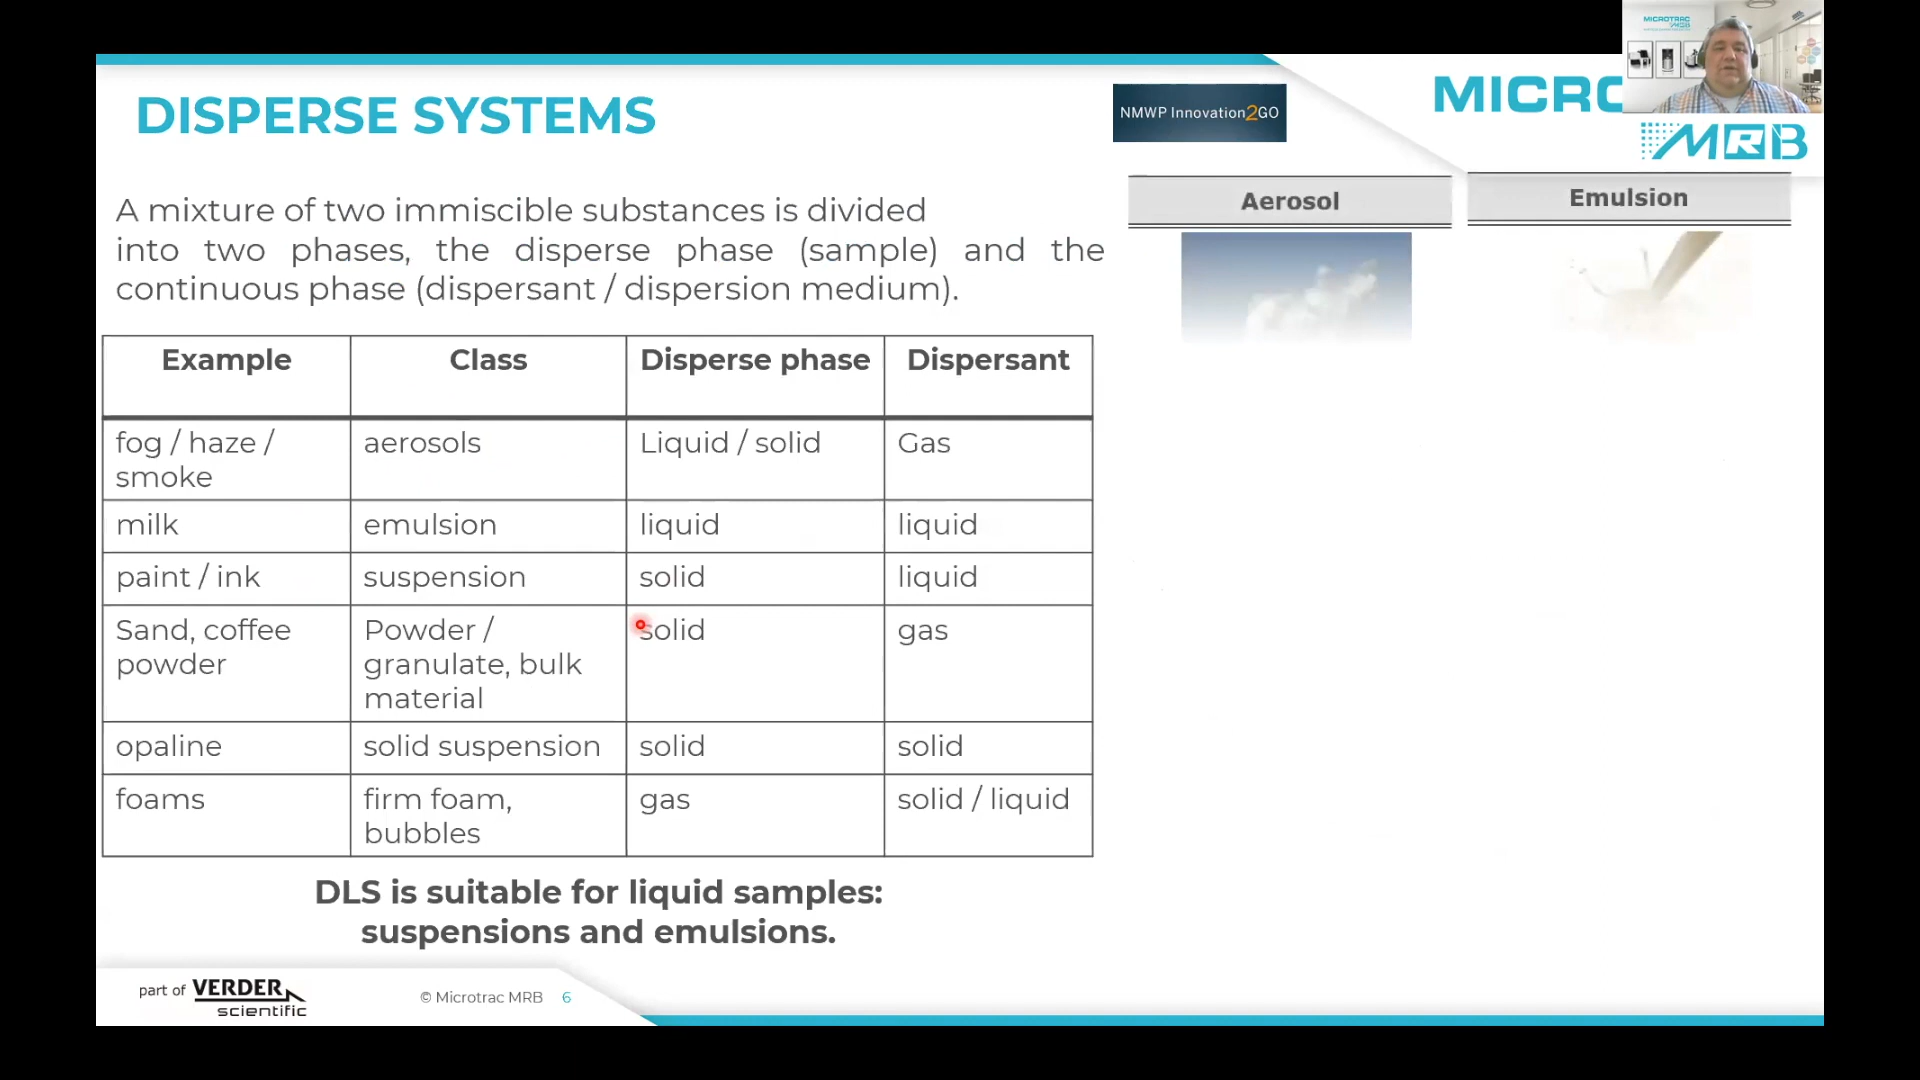 MICROTRAC
MRB
DISPERSE SYSTEMS
NMWP Innovation2GO
MICRO
MRB
A mixture of two immiscible substances is divided
into two phases, the disperse phase (sample) and the
continuous phase (dispersant / dispersion medium).
Aerosol
Emulsion
Example Class Disperse phase Dispersant
fog / haze / aerosols Liquid / solid Gas
smoke
milk emulsion liquid liquid
paint / ink suspension solid liquid
Sand, coffee Powder / solid gas
powder granulate, bulk
material
opaline solid suspension solid solid
foams firm foam, gas solid / liquid
bubbles
DLS is suitable for liquid samples:
suspensions and emulsions.
part of VERDER
scientific
© Microtrac MRB 6